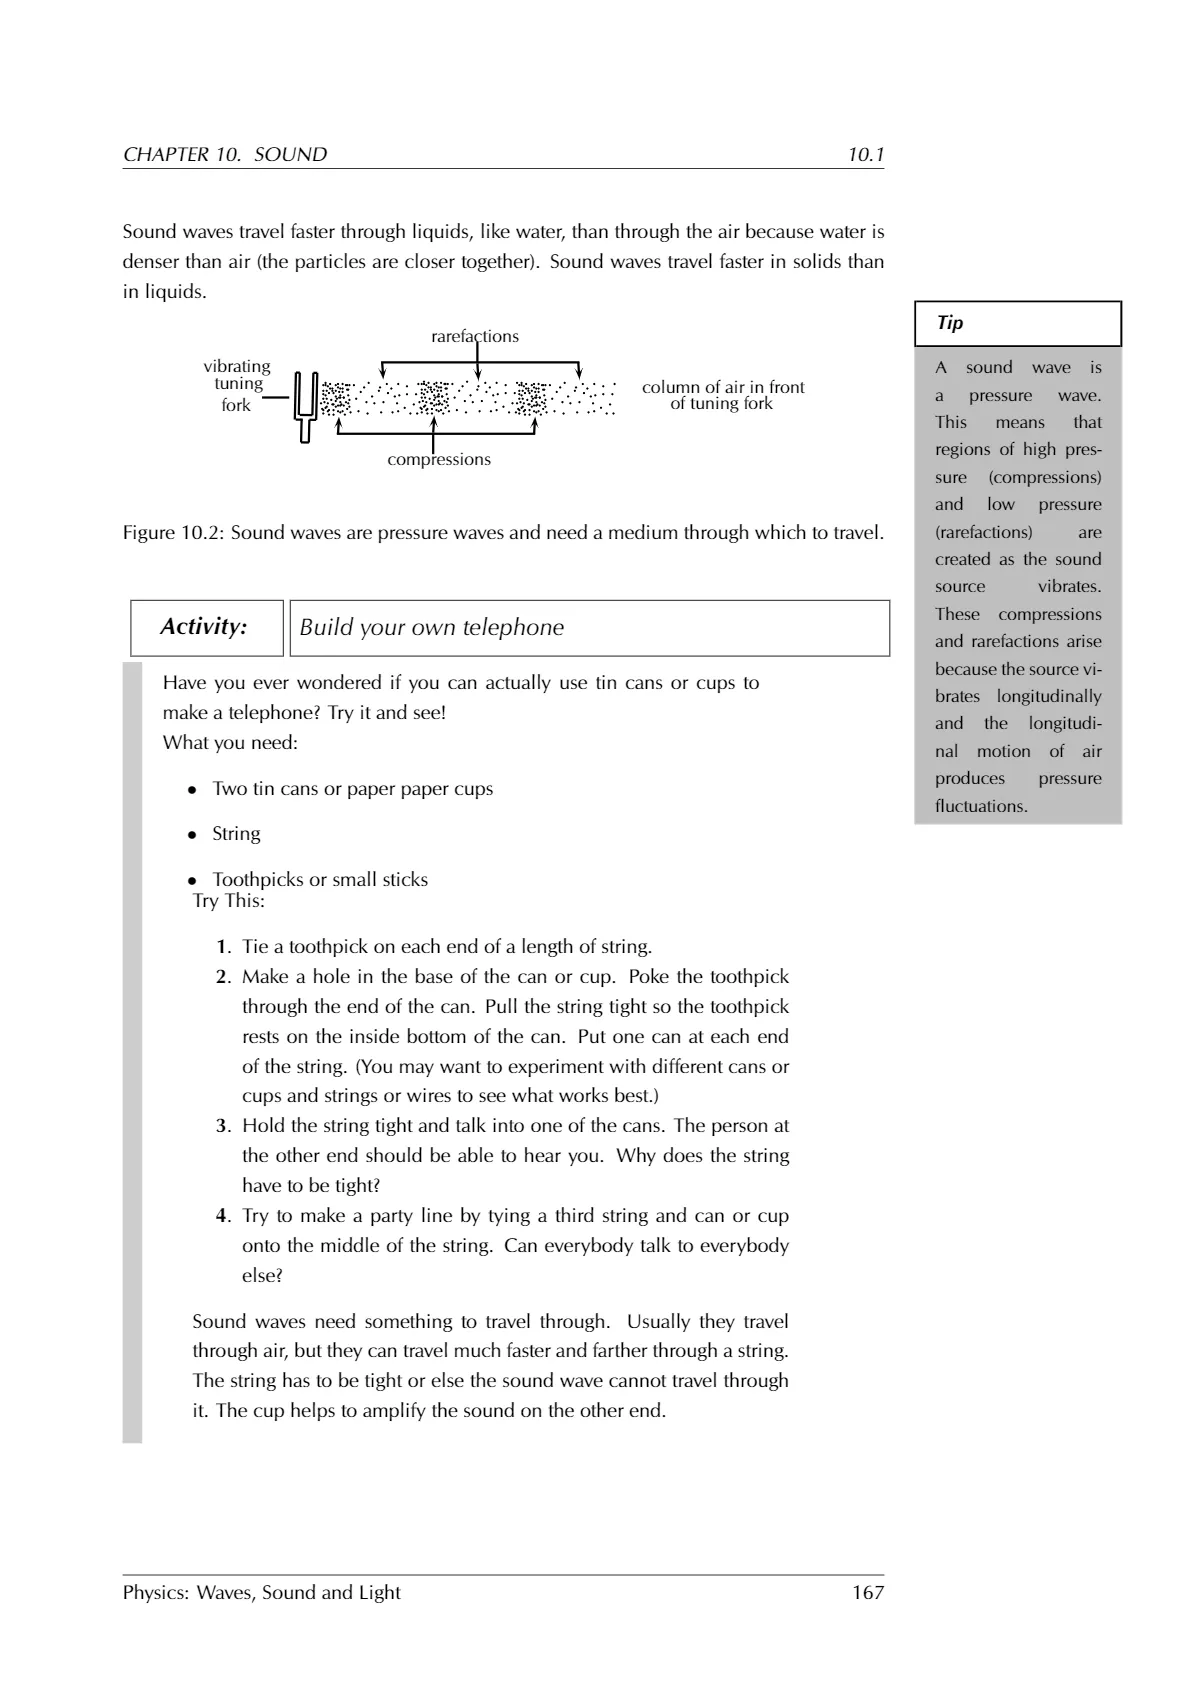 CHAPTER 10. SOUND 10.1
Sound waves travel faster through liquids, like water, than through the air because water is
denser than air (the particles are closer together). Sound waves travel faster in solids than
in liquids.
rarefactions
vibrating
tuning
fork
column of air in front
of tuning fork
compressions
Figure 10.2: Sound waves are pressure waves and need a medium through which to travel.
Tip
A sound wave is
a pressure wave.
This means that
regions of high pres-
sure (compressions)
and low pressure
(rarefactions) are
created as the sound
source vibrates.
These compressions
and rarefactions arise
because the source vi-
brates longitudinally
and the longitudi-
nal motion of air
produces pressure
fluctuations.
Activity: Build your own telephone
Have you ever wondered if you can actually use tin cans or cups to
make a telephone? Try it and see!
What you need:
• Two tin cans or paper paper cups
• String
• Toothpicks or small sticks
Try This:
1. Tie a toothpick on each end of a length of string.
2. Make a hole in the base of the can or cup. Poke the toothpick
through the end of the can. Pull the string tight so the toothpick
rests on the inside bottom of the can. Put one can at each end
of the string. (You may want to experiment with different cans or
cups and strings or wires to see what works best.)
3. Hold the string tight and talk into one of the cans. The person at
the other end should be able to hear you. Why does the string
have to be tight?
4. Try to make a party line by tying a third string and can or cup
onto the middle of the string. Can everybody talk to everybody
else?
Sound waves need something to travel through. Usually they travel
through air, but they can travel much faster and farther through a string.
The string has to be tight or else the sound wave cannot travel through
it. The cup helps to amplify the sound on the other end.
Physics: Waves, Sound and Light 167